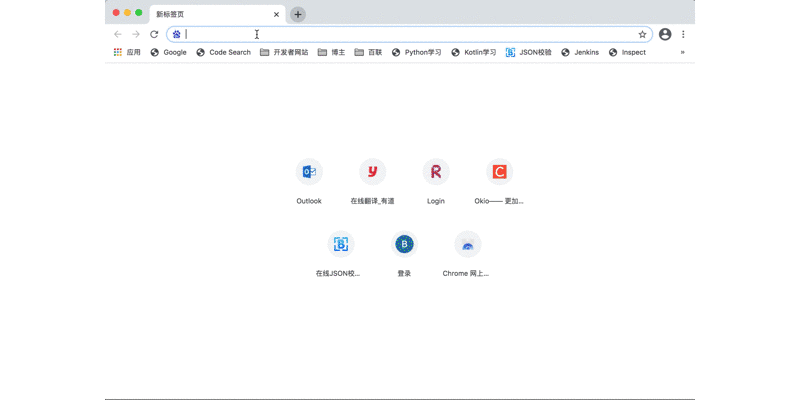 新标签页
应用 Google Code Search 开发者网站 博主 百联 Python学习 Kotlin学习 JSON校验 Jenkins Inspect »
Outlook 在线翻译_有道 Login Okio—— 更加...
在线JSON校... 登录 Chrome 网上...